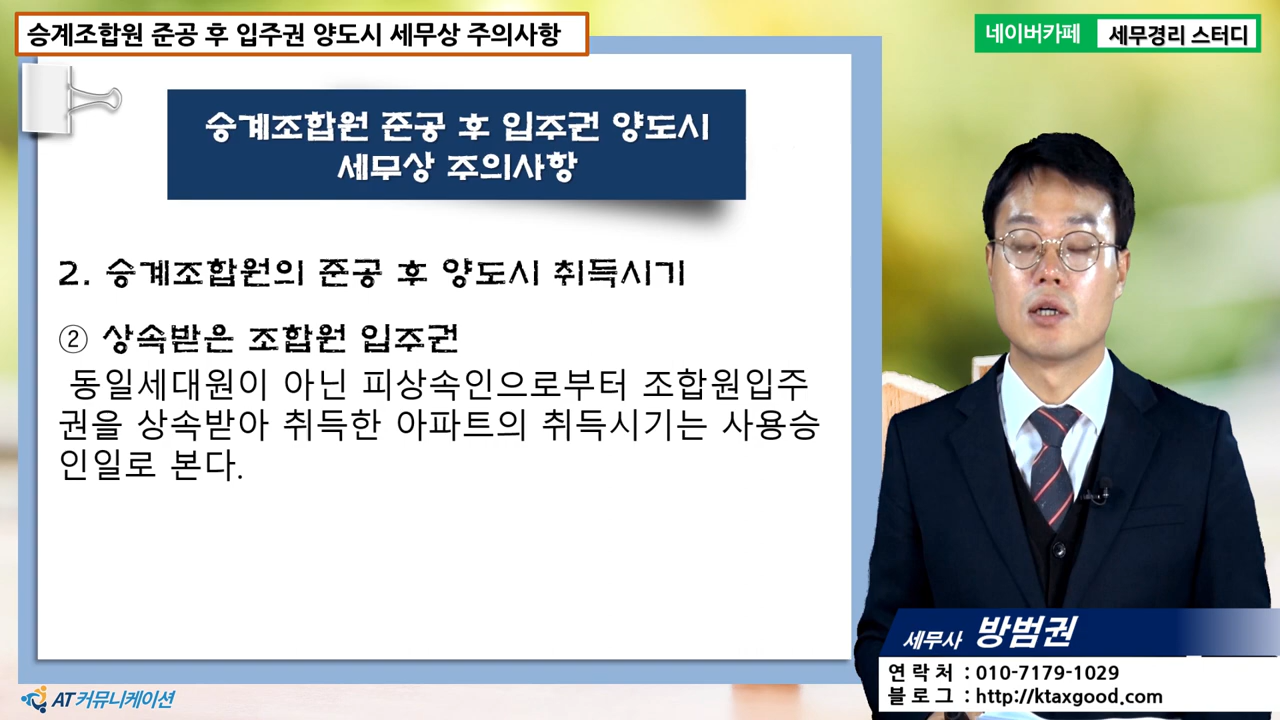 승계조합원 준공 후 입주권 양도시 세무상 주의사항
네이버카페 세무경리 스터디
승계조합원 준공 후 입주권 양도시
세무상 주의사항
2. 승계조합원의 준공 후 양도시 취득시기
② 상속받은 조합원 입주권
동일세대원이 아닌 피상속인으로부터 조합원입주
권을 상속받아 취득한 아파트의 취득시기는 사용승
인일로 본다.
세무사 방범권
연락처 : 010-7179-1029
블로그 : http://ktaxgood.com
AT커뮤니케이션